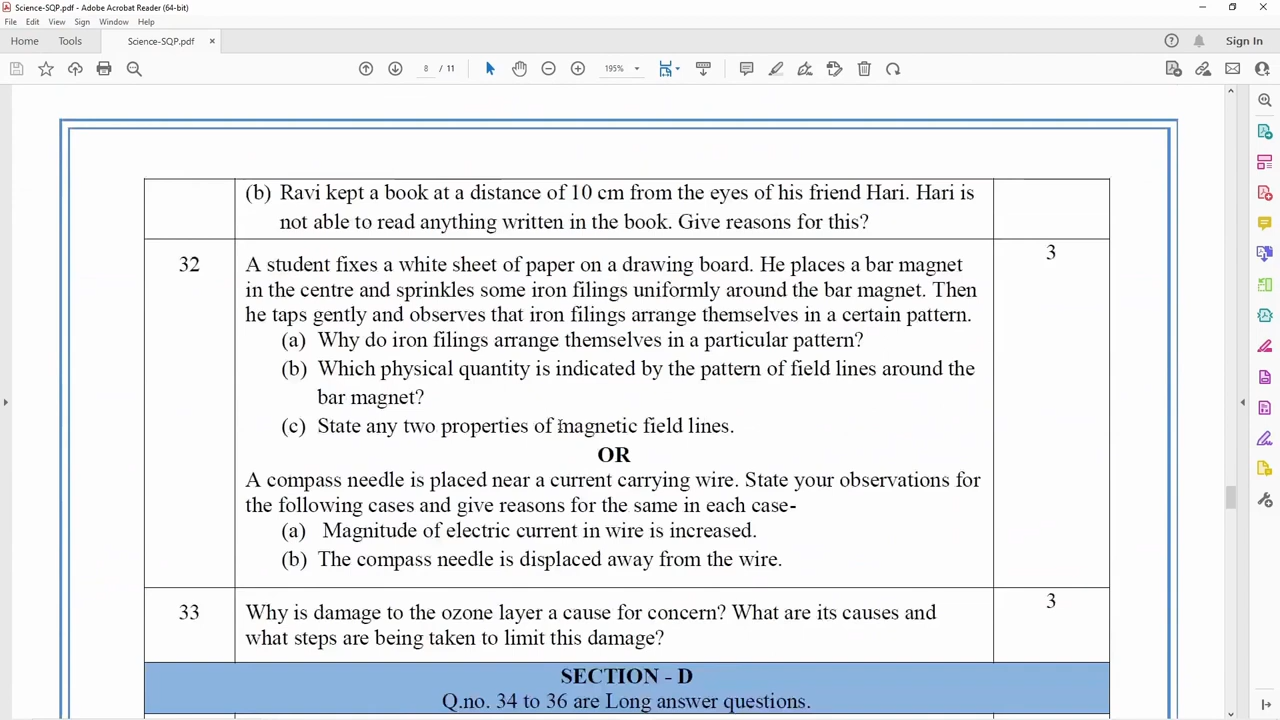 Science-SQP.pdf - Adobe Acrobat Reader (64-bit)
File Edit View Sign Window Help
Home Tools Science-SQP.pdf × Sign In
8 / 11 195%
(b) Ravi kept a book at a distance of 10 cm from the eyes of his friend Hari. Hari is
not able to read anything written in the book. Give reasons for this?
32 A student fixes a white sheet of paper on a drawing board. He places a bar magnet 3
in the centre and sprinkles some iron filings uniformly around the bar magnet. Then
he taps gently and observes that iron filings arrange themselves in a certain pattern.
(a) Why do iron filings arrange themselves in a particular pattern?
(b) Which physical quantity is indicated by the pattern of field lines around the
bar magnet?
(c) State any two properties of magnetic field lines.
OR
A compass needle is placed near a current carrying wire. State your observations for
the following cases and give reasons for the same in each case-
(a) Magnitude of electric current in wire is increased.
(b) The compass needle is displaced away from the wire.
33 Why is damage to the ozone layer a cause for concern? What are its causes and 3
what steps are being taken to limit this damage?
SECTION - D
Q.no. 34 to 36 are Long answer questions.